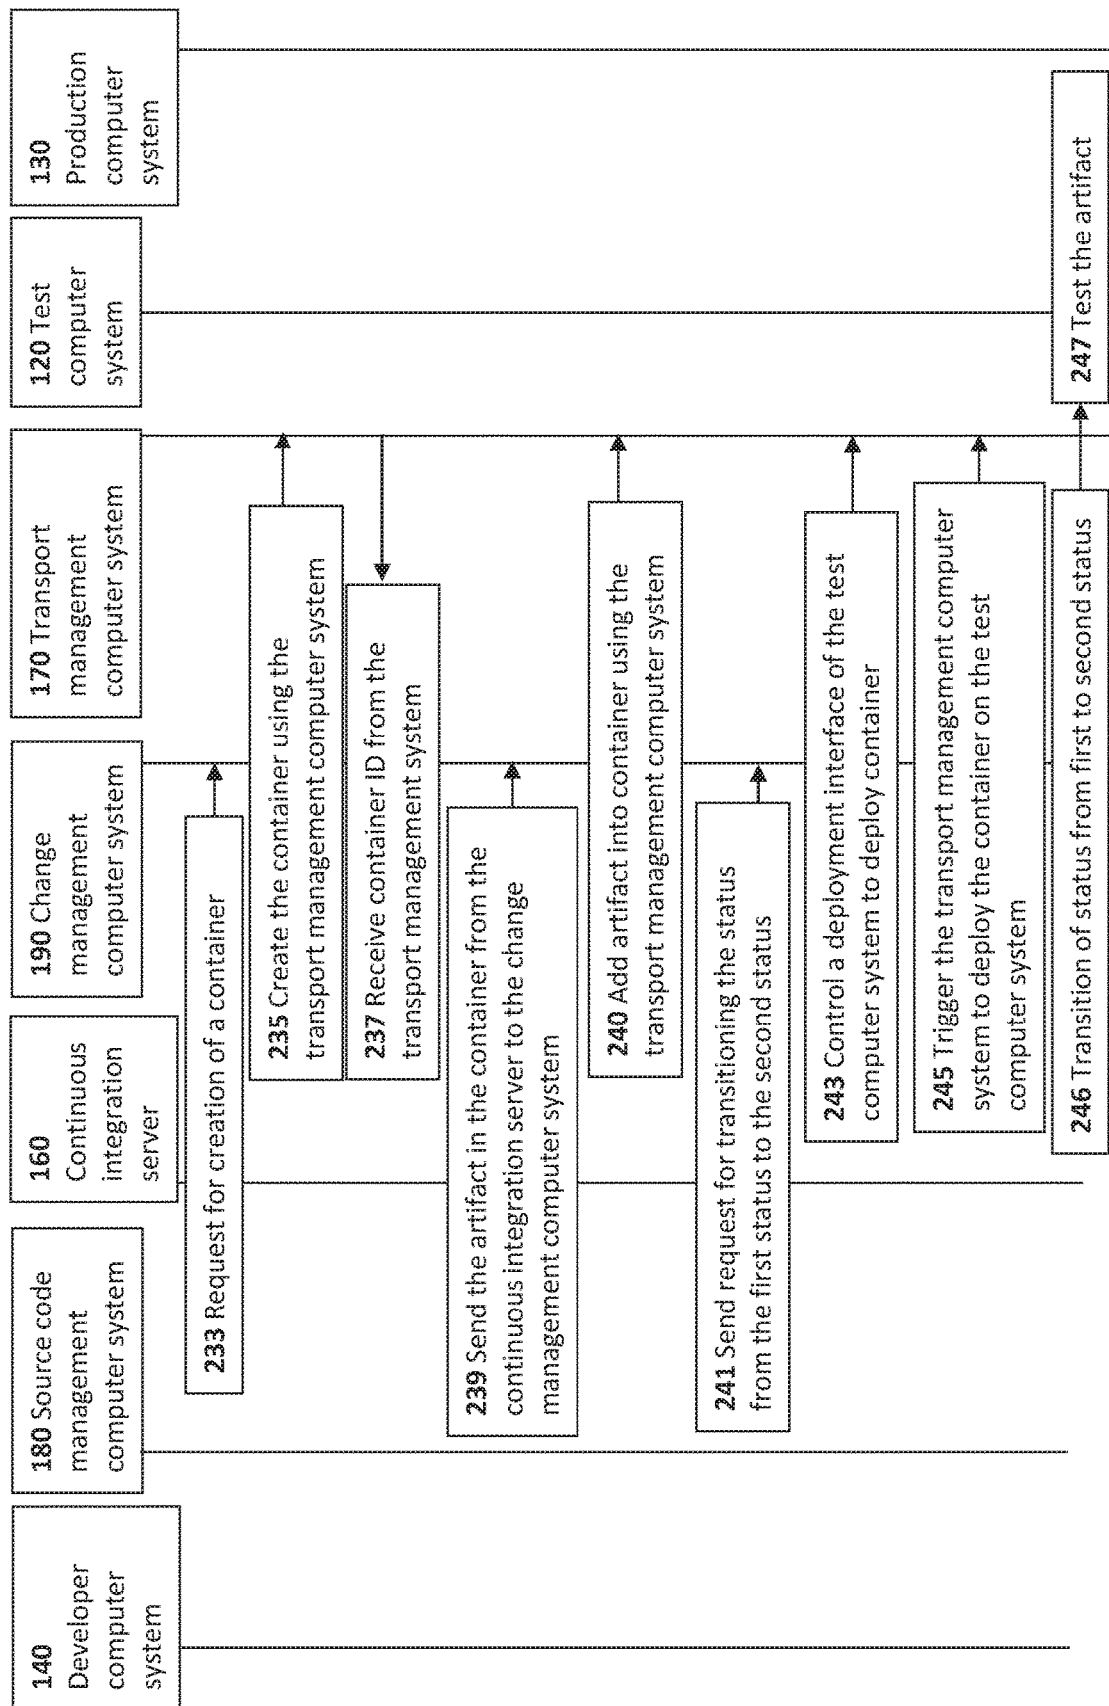 140
Developer
computer
system
180 Source code
management
computer system
160
Continuous
integration
server
190 Change
management
computer system
170 Transport
management
computer system
120 Test
computer
system
130
Production
computer
system
233 Request for creation of a container
235 Create the container using the
transport management computer system
237 Receive container ID from the
transport management system
239 Send the artifact in the container from the
continuous integration server to the change
management computer system
240 Add artifact into container using the
transport management computer system
241 Send request for transitioning the status
from the first status to the second status
243 Control a deployment interface of the test
computer system to deploy container
245 Trigger the transport management computer
system to deploy the container on the test
computer system
246 Transition of status from first to second status
247 Test the artifact